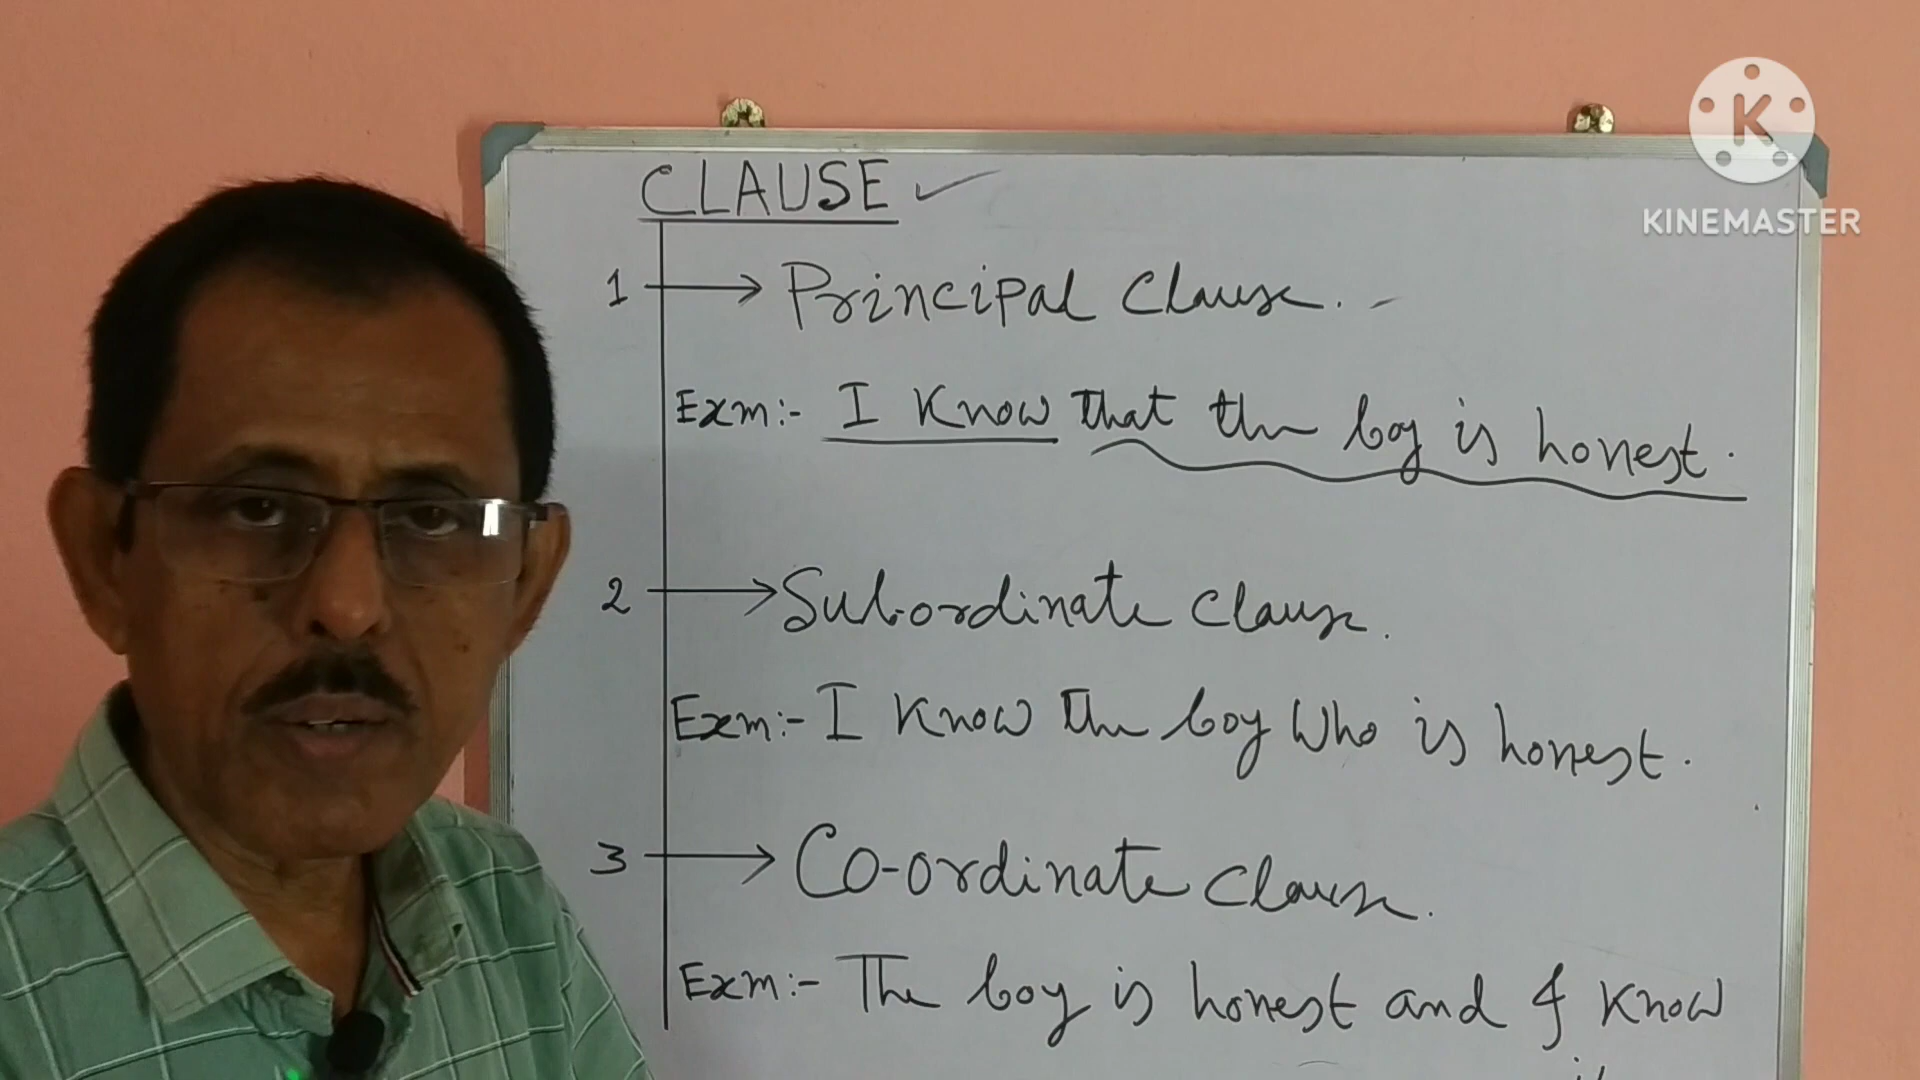 CLAUSE
1 → Principal Clause.
Exm:- I Know that the boy is honest.
2 → Subordinate Clause.
Exm:- I Know the boy Who is honest.
3 → Co-ordinate Clause.
Exm:- The boy is honest and I Know
K
KINEMASTER